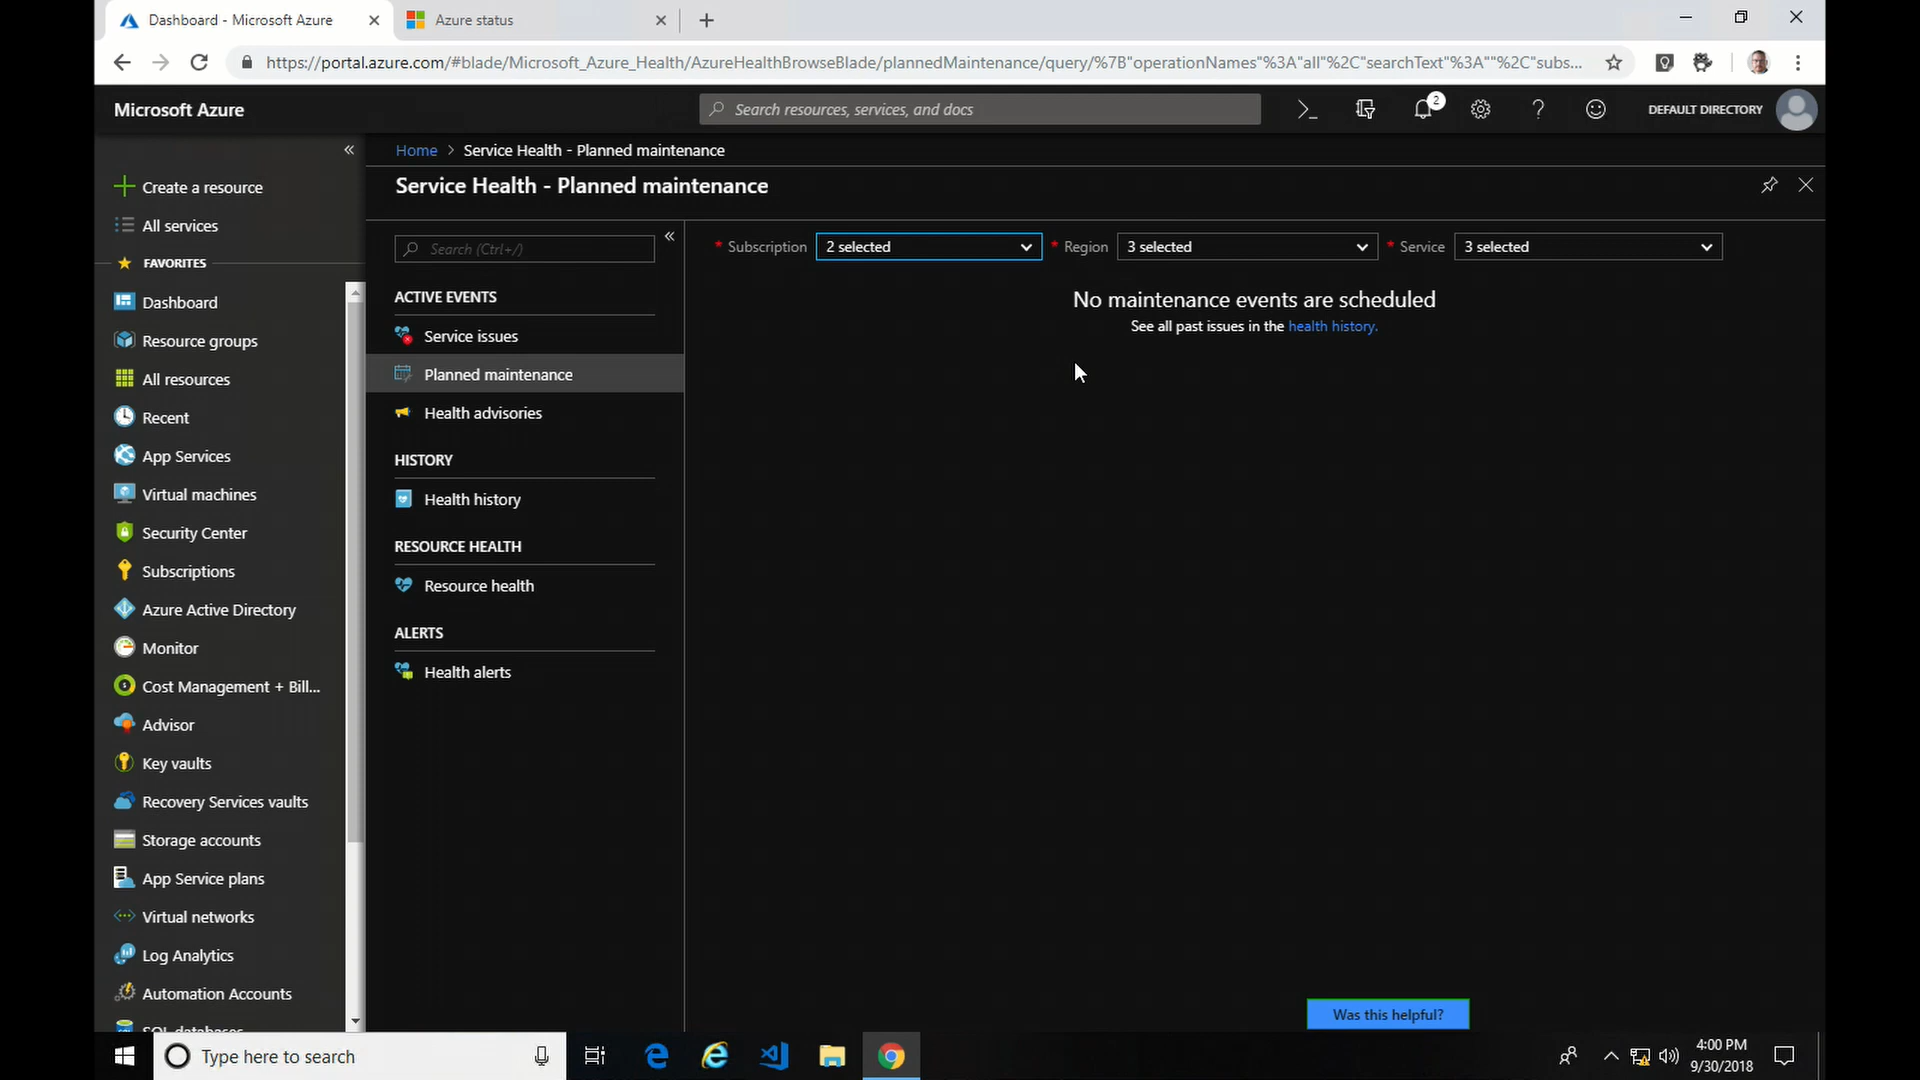 Dashboard - Microsoft Azure
Azure status
https://portal.azure.com/#blade/Microsoft_Azure_Health/AzureHealthBrowseBlade/plannedMaintenance/query/%7B"operationNames"%3A"all"%2C"searchText"%3A""%2C"subs...
Microsoft Azure
Search resources, services, and docs
2
DEFAULT DIRECTORY
Home > Service Health - Planned maintenance
Service Health - Planned maintenance
Create a resource
All services
FAVORITES
Dashboard
Resource groups
All resources
Recent
App Services
Virtual machines
Security Center
Subscriptions
Azure Active Directory
Monitor
Cost Management + Bill...
Advisor
Key vaults
Recovery Services vaults
Storage accounts
App Service plans
Virtual networks
Log Analytics
Automation Accounts
SQL databases
Search (Ctrl+/)
ACTIVE EVENTS
Service issues
Planned maintenance
Health advisories
HISTORY
Health history
RESOURCE HEALTH
Resource health
ALERTS
Health alerts
* Subscription 2 selected * Region 3 selected * Service 3 selected
No maintenance events are scheduled
See all past issues in the health history.
Was this helpful?
Type here to search
4:00 PM
9/30/2018